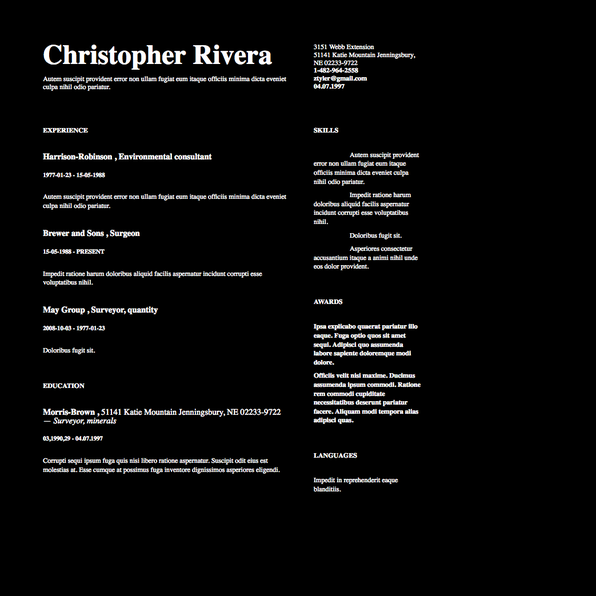 Christopher Rivera
Autem suscipit provident error non ullam fugiat eum itaque officiis minima dicta eveniet
culpa nihil odio pariatur.
3151 Webb Extension
51141 Katie Mountain Jenningsbury,
NE 02233-9722
1-482-964-2558
ztyler@gmail.com
04.07.1997
EXPERIENCE
Harrison-Robinson , Environmental consultant
1977-01-23 - 15-05-1988
Autem suscipit provident error non ullam fugiat eum itaque officiis minima dicta eveniet
culpa nihil odio pariatur.
Brewer and Sons , Surgeon
15-05-1988 - PRESENT
Impedit ratione harum doloribus aliquid facilis aspernatur incidunt corrupti esse
voluptatibus nihil.
May Group , Surveyor, quantity
2008-10-03 - 1977-01-23
Doloribus fugit sit.
EDUCATION
Morris-Brown , 51141 Katie Mountain Jenningsbury, NE 02233-9722
— Surveyor, minerals
03,1990,29 - 04.07.1997
Corrupti sequi ipsum fuga quis nisi libero ratione aspernatur. Suscipit odit eius est
molestias at. Esse cumque at possimus fuga inventore dignissimos asperiores eligendi.
SKILLS
Autem suscipit provident
error non ullam fugiat eum itaque
officiis minima dicta eveniet culpa
nihil odio pariatur.
Impedit ratione harum
doloribus aliquid facilis aspernatur
incidunt corrupti esse voluptatibus
nihil.
Doloribus fugit sit.
Asperiores consectetur
accusantium itaque a animi nihil unde
eos dolor provident.
AWARDS
Ipsa explicabo quaerat pariatur illo
eaque. Fuga optio quos sit amet
sequi. Adipisci quo assumenda
labore sapiente doloremque modi
dolore.
Officiis velit nisi maxime. Ducimus
assumenda ipsum commodi. Ratione
rem commodi cupiditate
necessitatibus deserunt pariatur
facere. Aliquam modi tempora alias
adipisci quas.
LANGUAGES
Impedit in reprehenderit eaque
blanditiis.